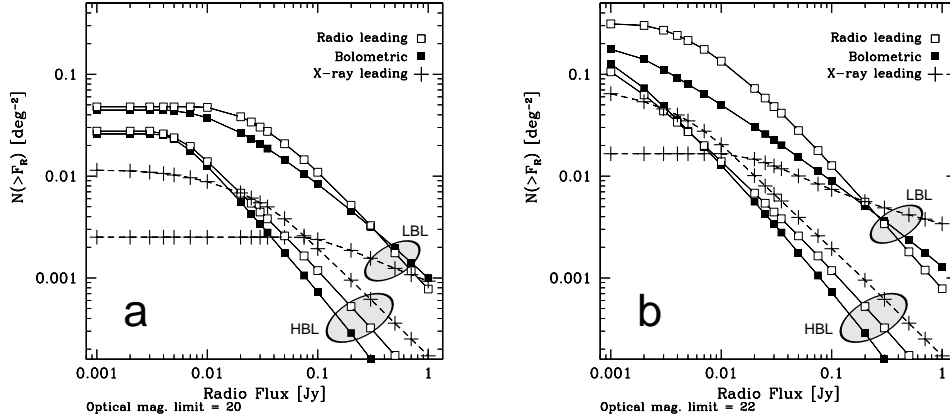 Radio leading
Bolometric
X-ray leading
0.1
0.01
0.001
N(>F_R) [deg⁻²]
LBL
HBL
a
0.001
0.01
0.1
1
Radio Flux [Jy]
Optical mag. limit = 20
Radio leading
Bolometric
X-ray leading
0.1
0.01
0.001
N(>F_R) [deg⁻²]
LBL
HBL
b
0.001
0.01
0.1
1
Radio Flux [Jy]
Optical mag. limit = 22